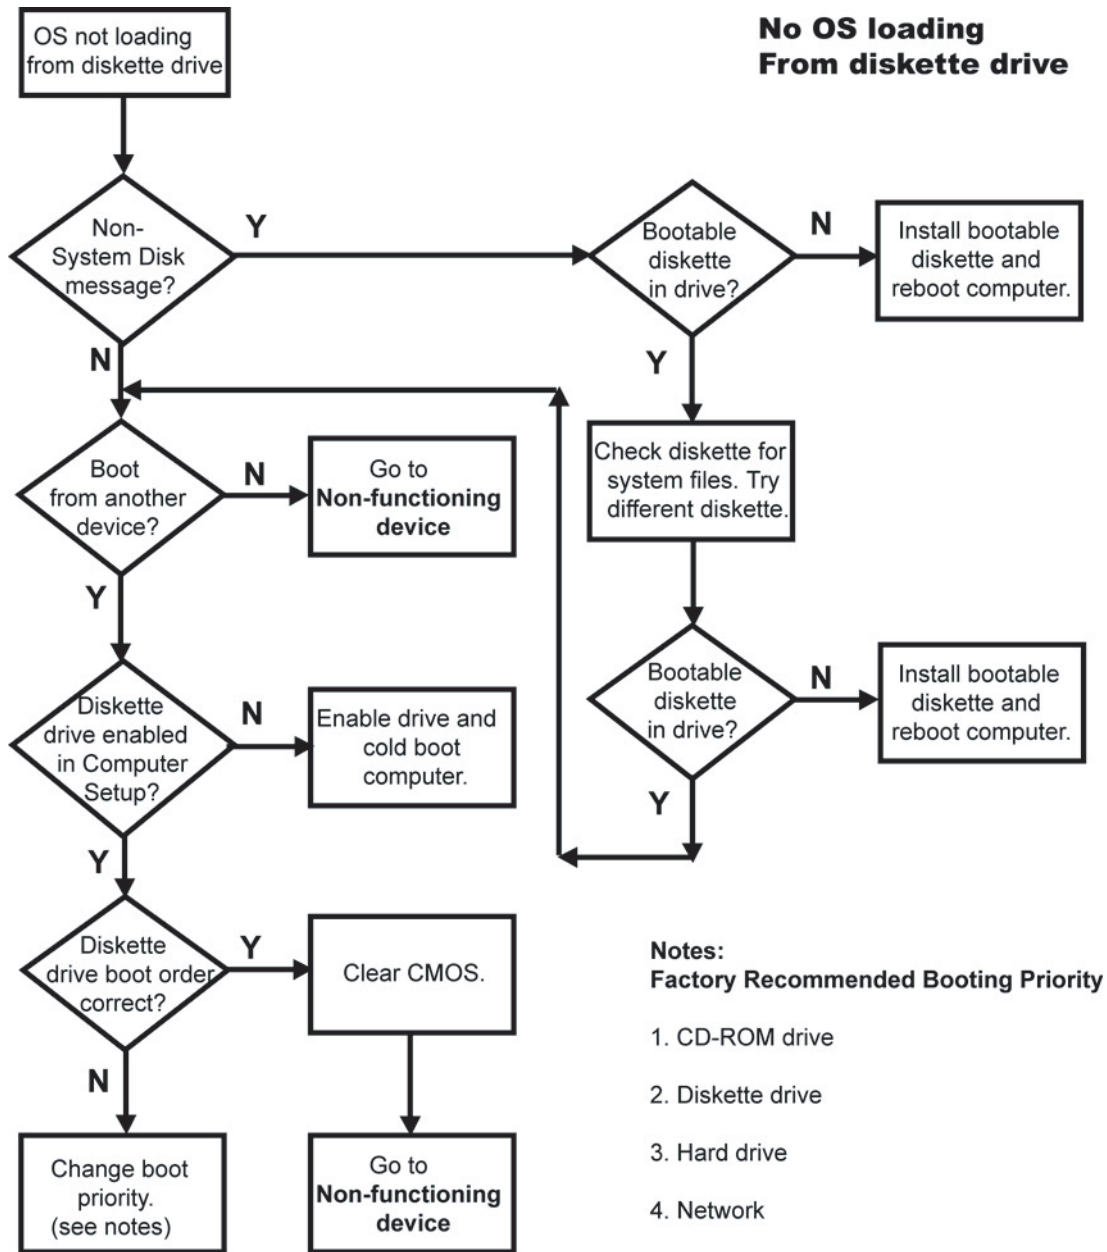 No OS loading
From diskette drive
OS not loading
from diskette drive
Non-
System Disk
message?
Y
N
Bootable
diskette
in drive?
N
Install bootable
diskette and
reboot computer.
Y
Check diskette for
system files. Try
different diskette.
Bootable
diskette
in drive?
N
Install bootable
diskette and
reboot computer.
Y
Boot
from another
device?
N
Go to
Non-functioning
device
Y
Diskette
drive enabled
in Computer
Setup?
N
Enable drive and
cold boot
computer.
Y
Diskette
drive boot order
correct?
Y
Clear CMOS.
Go to
Non-functioning
device
N
Change boot
priority.
(see notes)
Notes:
Factory Recommended Booting Priority
1. CD-ROM drive
2. Diskette drive
3. Hard drive
4. Network